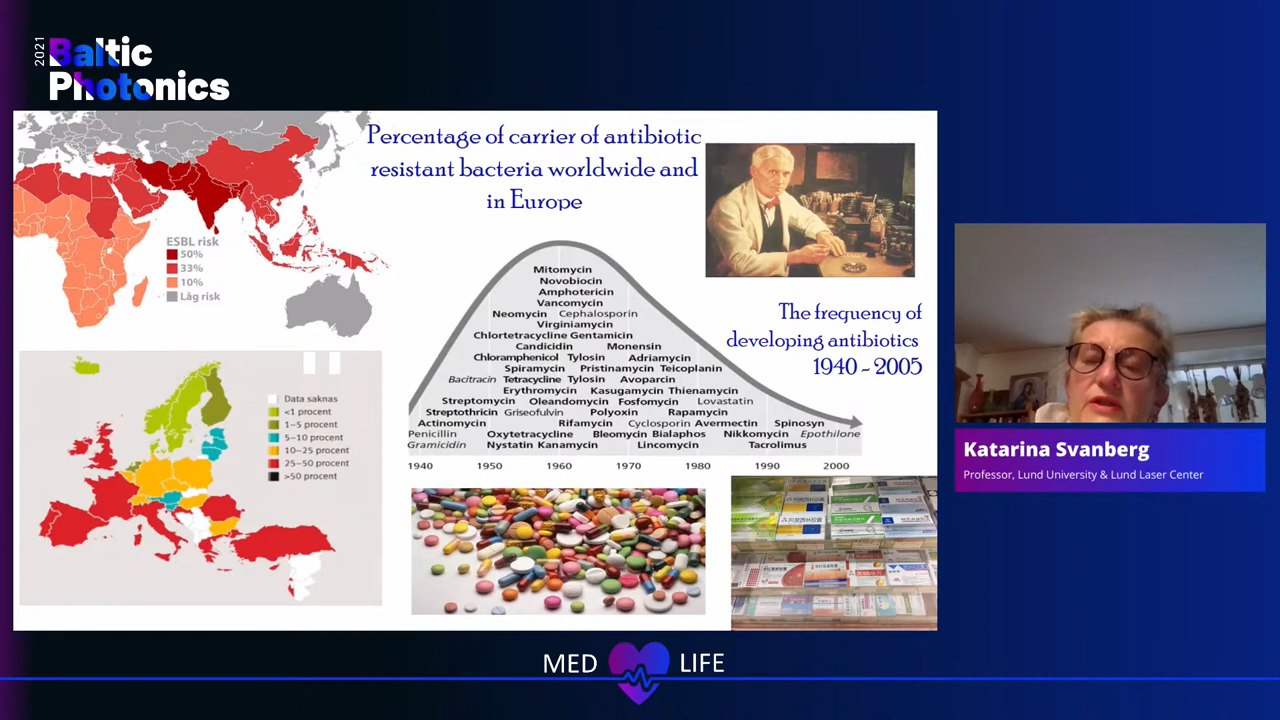 2021
Baltic
Photonics
Percentage of carrier of antibiotic
resistant bacteria worldwide and
in Europe
ESBL risk
50%
33%
10%
Låg risk
Mitomycin
Novobiocin
Amphotericin
Vancomycin
Neomycin Cephalosporin
Virginiamycin
Chlortetracycline Gentamicin
Candicidin Monensin
Chloramphenicol Tylosin Adriamycin
Spiramycin Pristinamycin Teicoplanin
Bacitracin Tetracycline Tylosin Avoparcin
Erythromycin Kasugamycin Thienamycin
Streptomycin Oleandomycin Fosfomycin Lovastatin
Streptothricin Griseofulvin Polyoxin Rapamycin
Actinomycin Rifamycin Cyclosporin Avermectin Spinosyn
Penicillin Oxytetracycline Bleomycin Bialaphos Nikkomycin Epothilone
Gramicidin Nystatin Kanamycin Lincomycin Tacrolimus
1940 1950 1960 1970 1980 1990 2000
The frequency of
developing antibiotics
1940 - 2005
Data saknas
<1 procent
1-5 procent
5-10 procent
10-25 procent
25-50 procent
>50 procent
Katarina Svanberg
Professor, Lund University & Lund Laser Center
MED LIFE